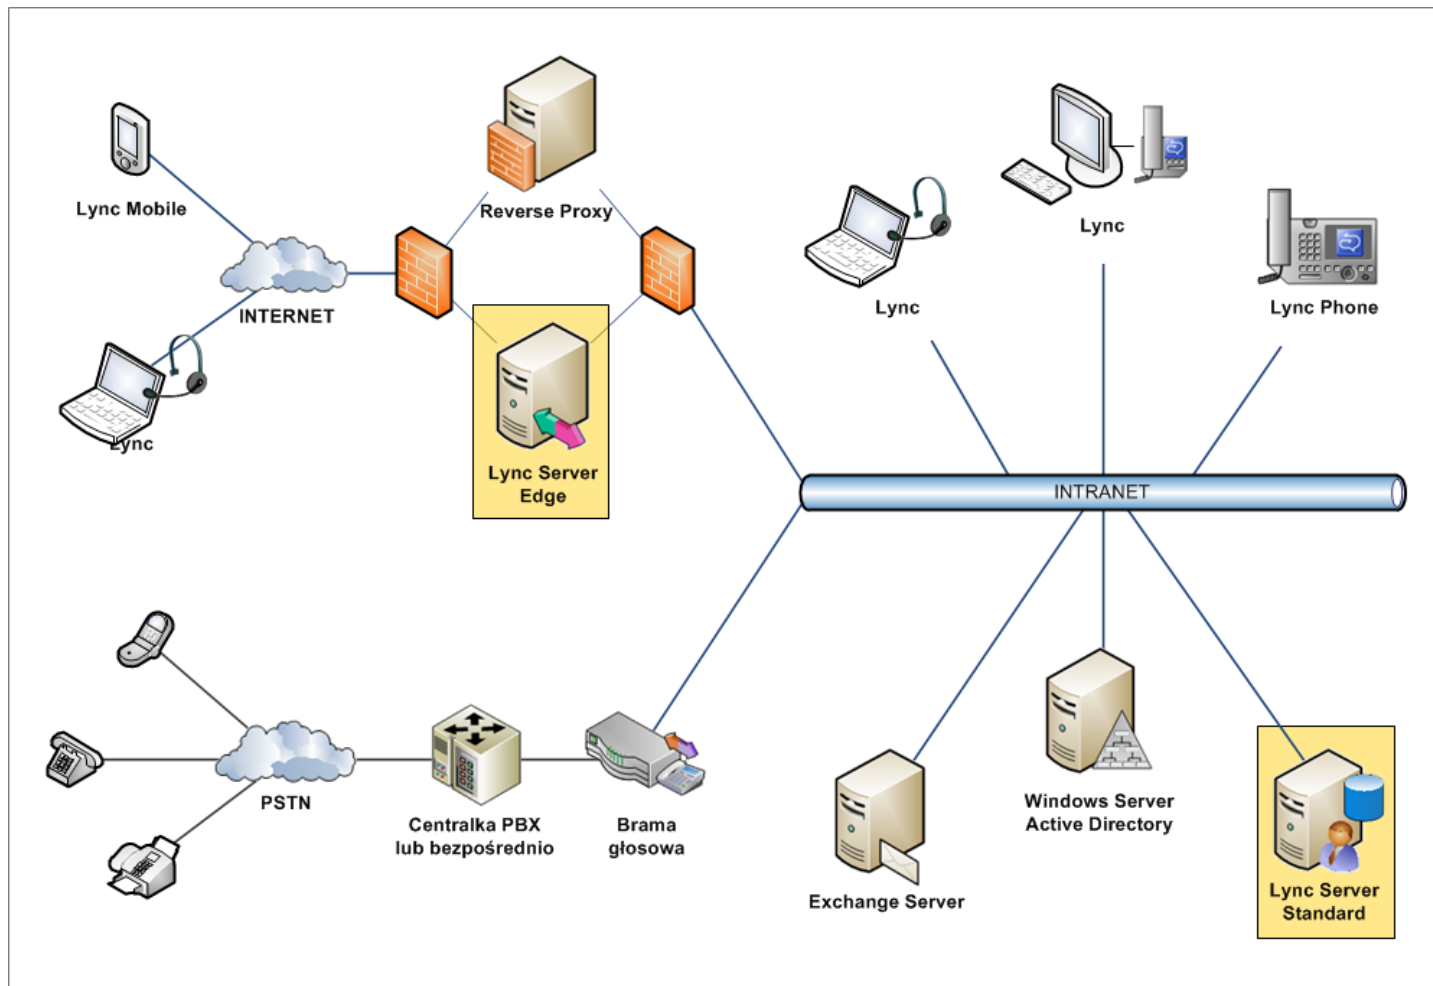 Lync Mobile
INTERNET
Lync
Reverse Proxy
Lync Server
Edge
Lync
Lync
Lync Phone
INTRANET
PSTN
Centralka PBX
lub bezpośrednio
Brama
głosowa
Exchange Server
Windows Server
Active Directory
Lync Server
Standard